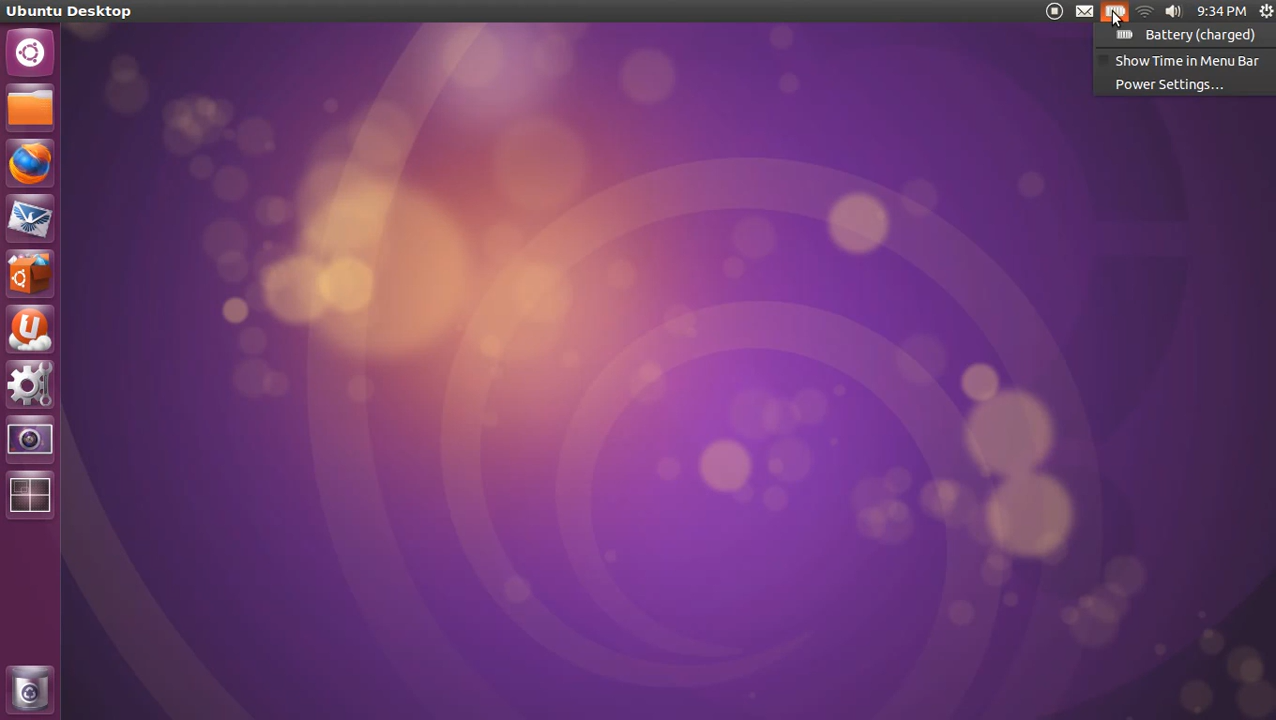 Ubuntu Desktop
9:34 PM
Battery (charged)
Show Time in Menu Bar
Power Settings…